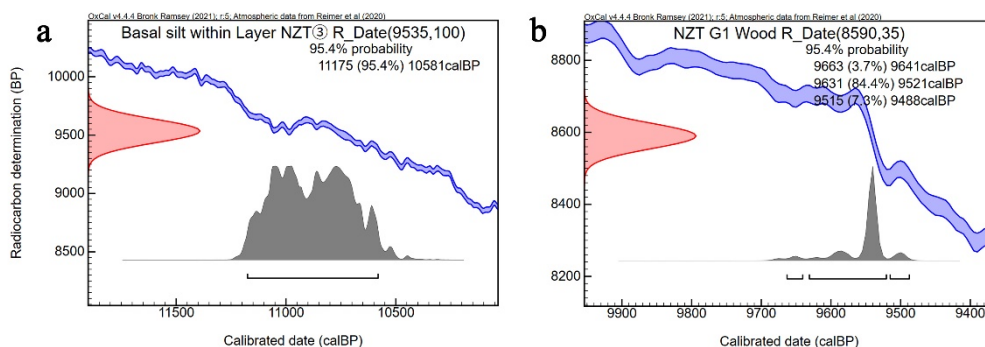 a
OxCal v4.4.4 Bronk Ramsey (2021); r:5; Atmospheric data from Reimer et al (2020)
Basal silt within Layer NZT③ R_Date(9535,100)
95.4% probability
11175 (95.4%) 10581calBP
Radiocarbon determination (BP)
10000
9500
9000
8500
11500
11000
10500
Calibrated date (calBP)
b
OxCal v4.4.4 Bronk Ramsey (2021); r:5; Atmospheric data from Reimer et al (2020)
NZT G1 Wood R_Date(8590,35)
95.4% probability
9663 (3.7%) 9641calBP
9631 (84.4%) 9521calBP
9515 (7.3%) 9488calBP
8800
8600
8400
8200
9900
9800
9700
9600
9500
9400
Calibrated date (calBP)